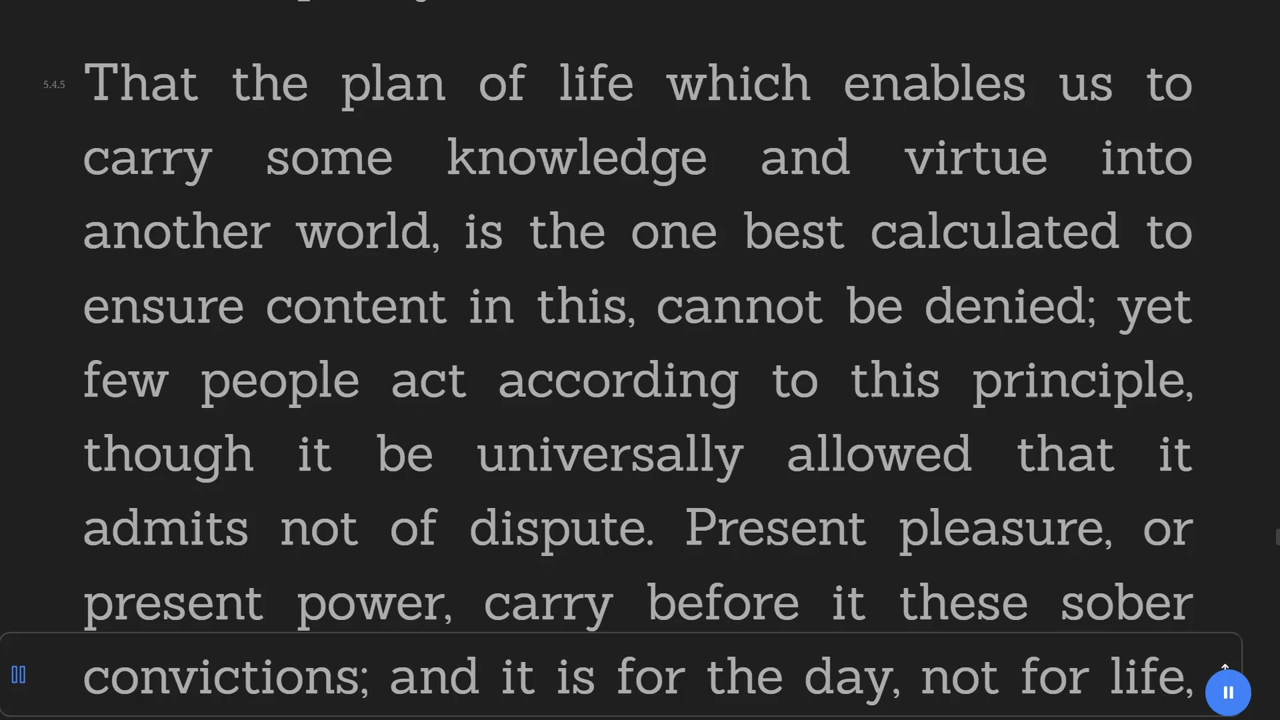 5.4.5 That the plan of life which enables us to
carry some knowledge and virtue into
another world, is the one best calculated to
ensure content in this, cannot be denied; yet
few people act according to this principle,
though it be universally allowed that it
admits not of dispute. Present pleasure, or
present power, carry before it these sober
convictions; and it is for the day, not for life,